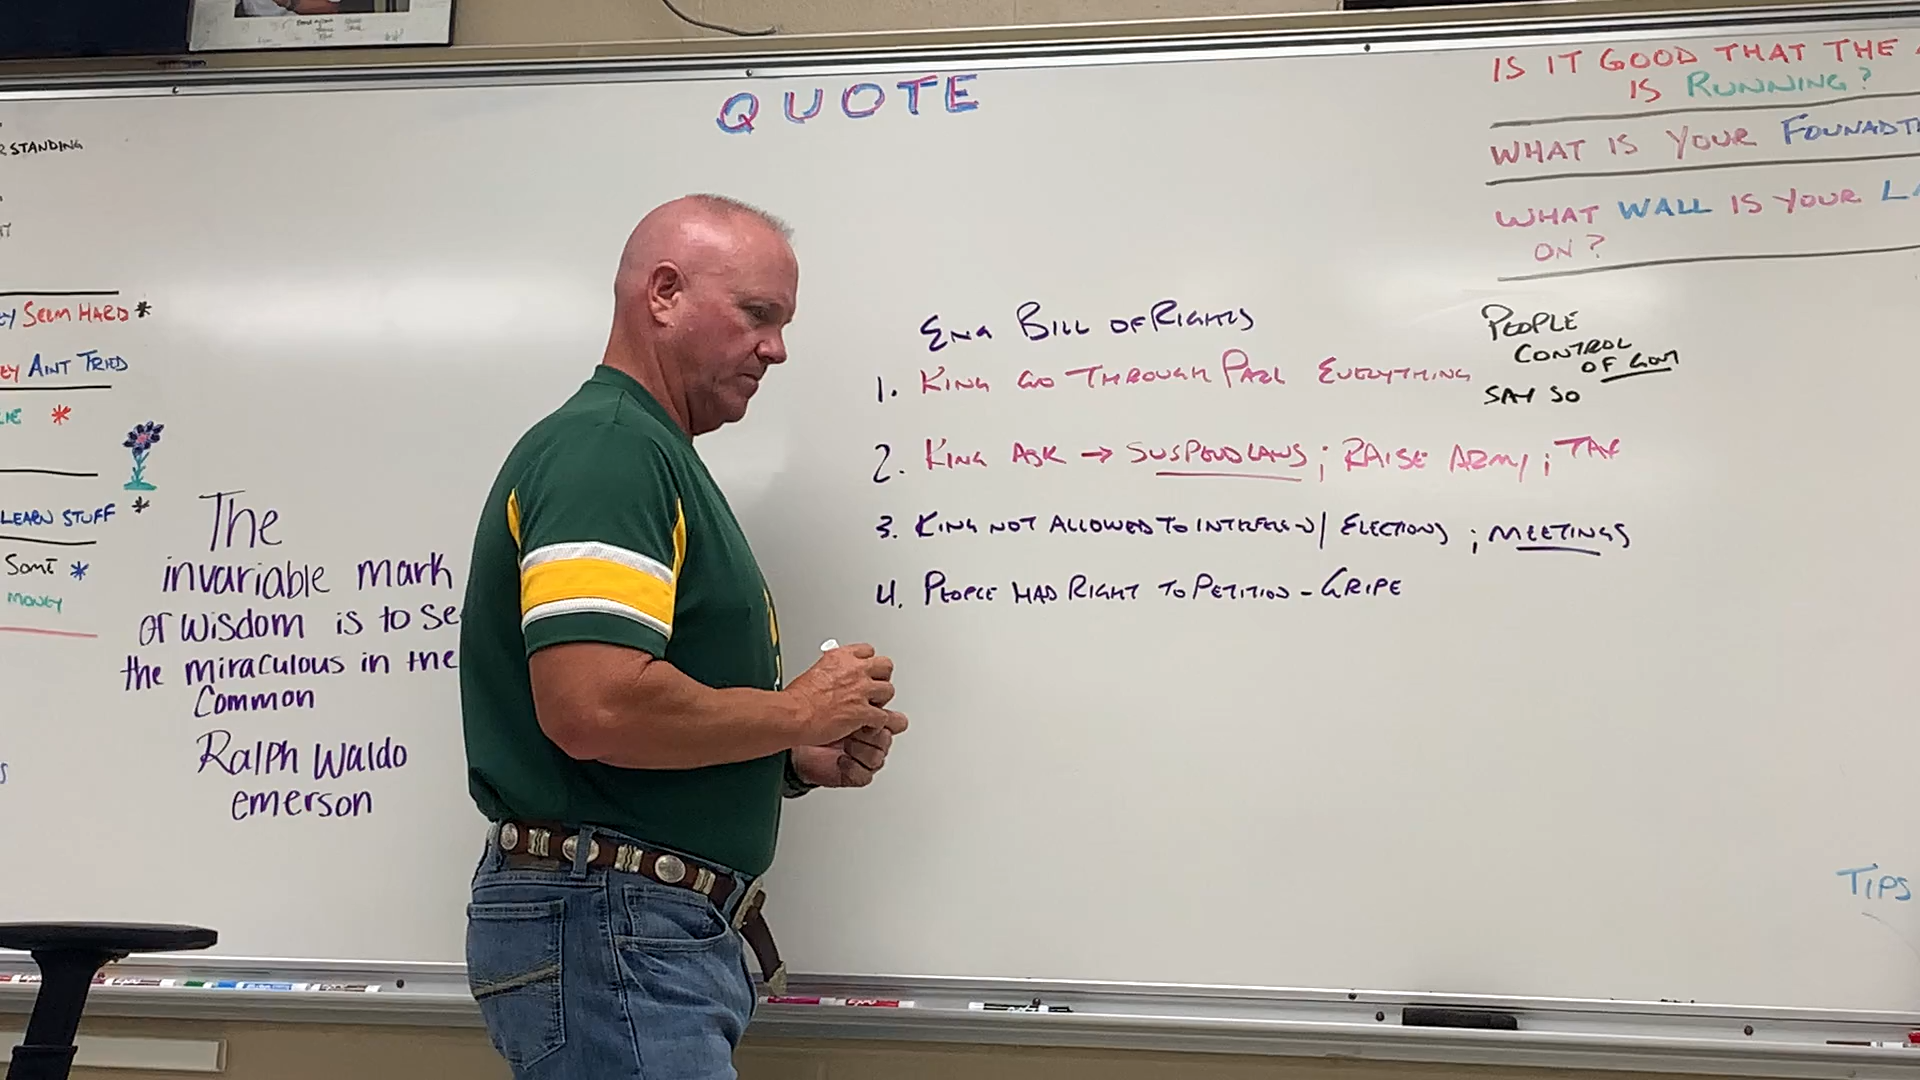 QUOTE
IS IT GOOD THAT THE
IS RUNNING?
WHAT IS YOUR FOUNADT
WHAT WALL IS YOUR LA
ON?
STANDING
SEEM HARD *
AINT TRIED
*
LEARN STUFF *
SOME *
MONEY
The
invariable mark
of wisdom is to se
the miraculous in the
Common
Ralph Waldo
emerson
ENG BILL OF RIGHTS
1. KING GO THROUGH PARL EVERYTHING
PEOPLE
CONTROL
OF GOVT
SAY SO
2. KING ASK → SUSPEND LAWS ; RAISE ARMY ; TAX
3. KING NOT ALLOWED TO INTERFERE W/ ELECTIONS ; MEETINGS
4. PEOPLE HAD RIGHT TO PETITION - GRIPE
TIPS